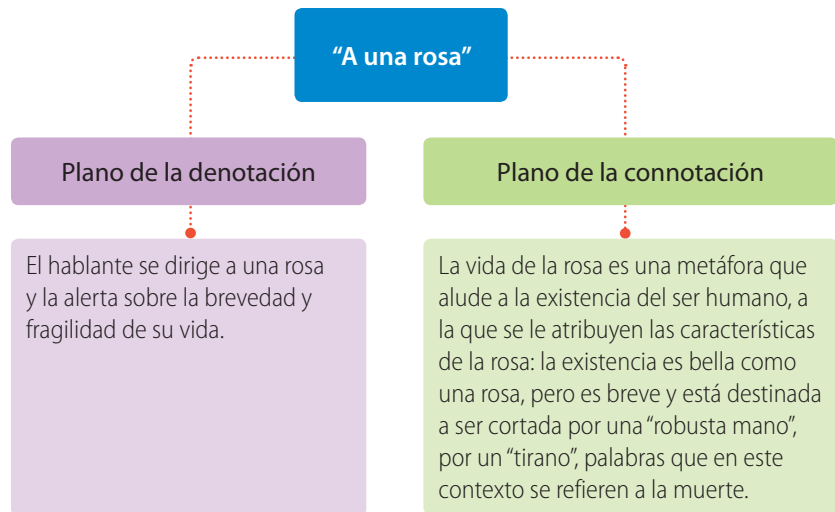 “A una rosa”
Plano de la denotación
El hablante se dirige a una rosa
y la alerta sobre la brevedad y
fragilidad de su vida.
Plano de la connotación
La vida de la rosa es una metáfora que
alude a la existencia del ser humano, a
la que se le atribuyen las características
de la rosa: la existencia es bella como
una rosa, pero es breve y está destinada
a ser cortada por una “robusta mano”,
por un “tirano”, palabras que en este
contexto se refieren a la muerte.